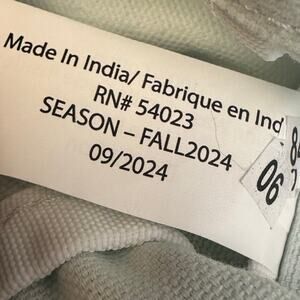 Made In India/ Fabrique en Ind
RN# 54023
SEASON – FALL2024
09/2024
06